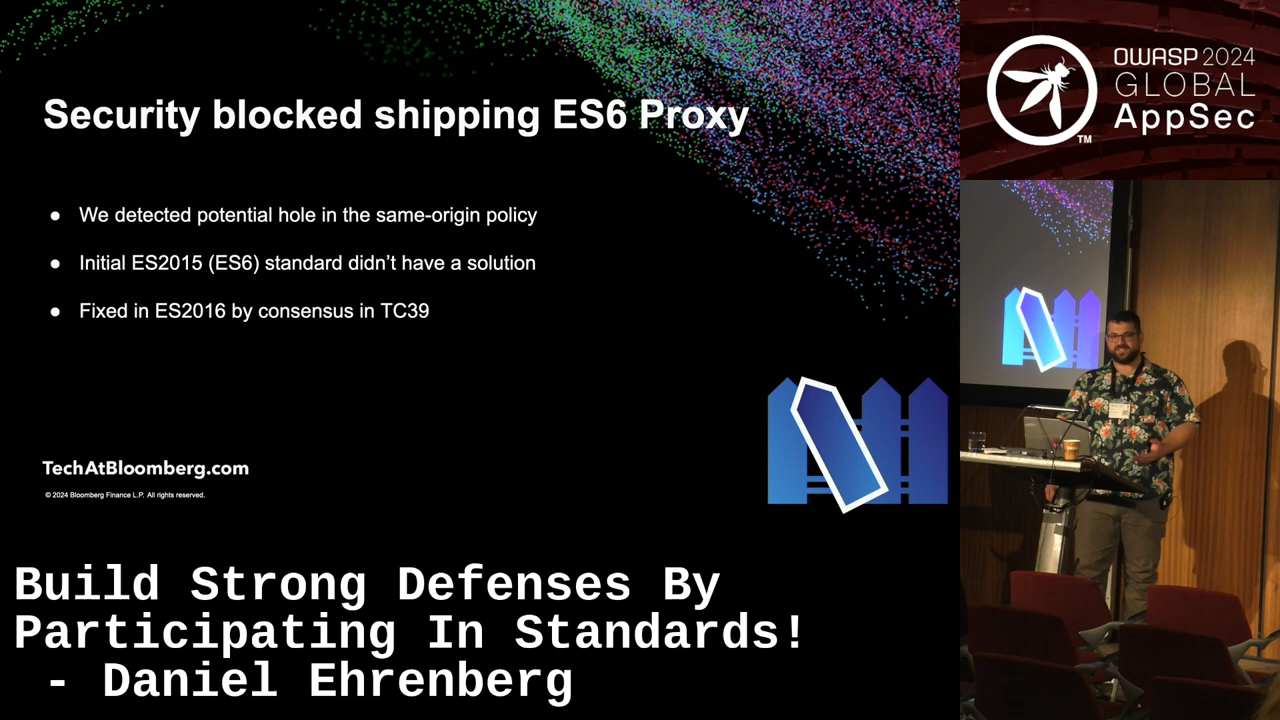 Security blocked shipping ES6 Proxy
● We detected potential hole in the same-origin policy
● Initial ES2015 (ES6) standard didn't have a solution
● Fixed in ES2016 by consensus in TC39
TechAtBloomberg.com
© 2024 Bloomberg Finance L.P. All rights reserved.
Build Strong Defenses By
Participating In Standards!
- Daniel Ehrenberg
OWASP 2024
GLOBAL
AppSec
TM